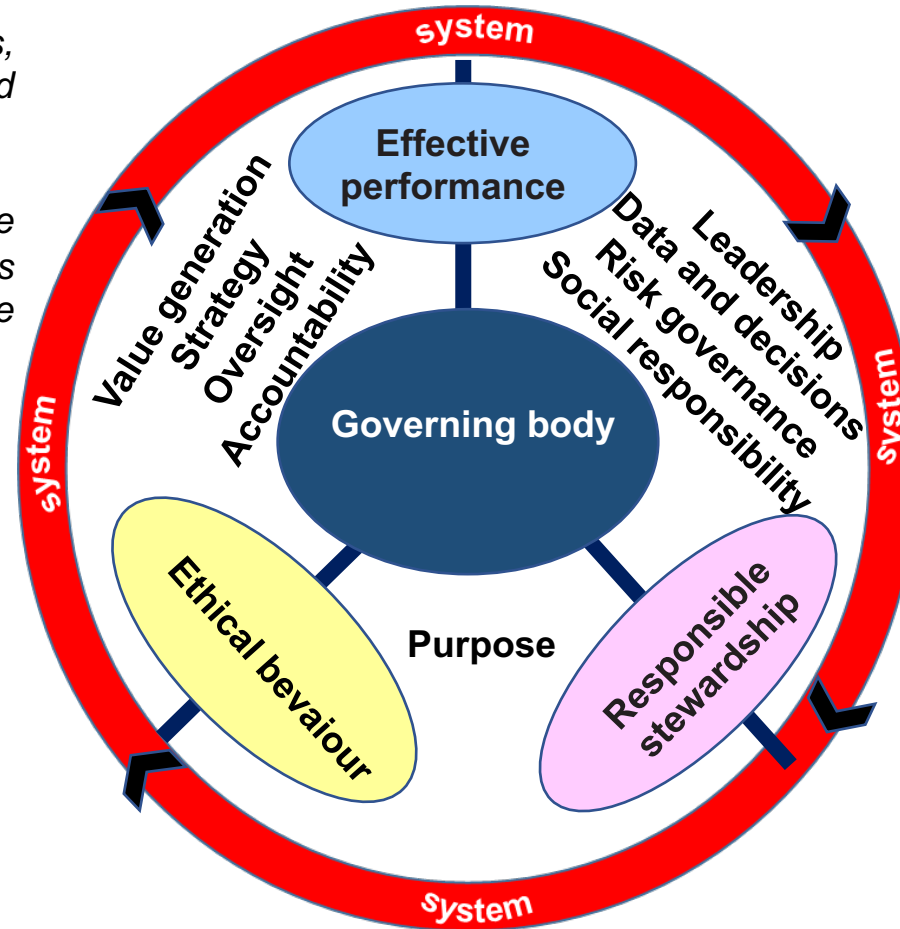 s,
d
e
s
e
system
Effective
performance
Value generation
Strategy
Oversight
Accountability
Leadership
Data and decisions
Risk governance
Social responsibility
system
system
Governing body
Ethical bevaiour
Purpose
Responsible
stewardship
system